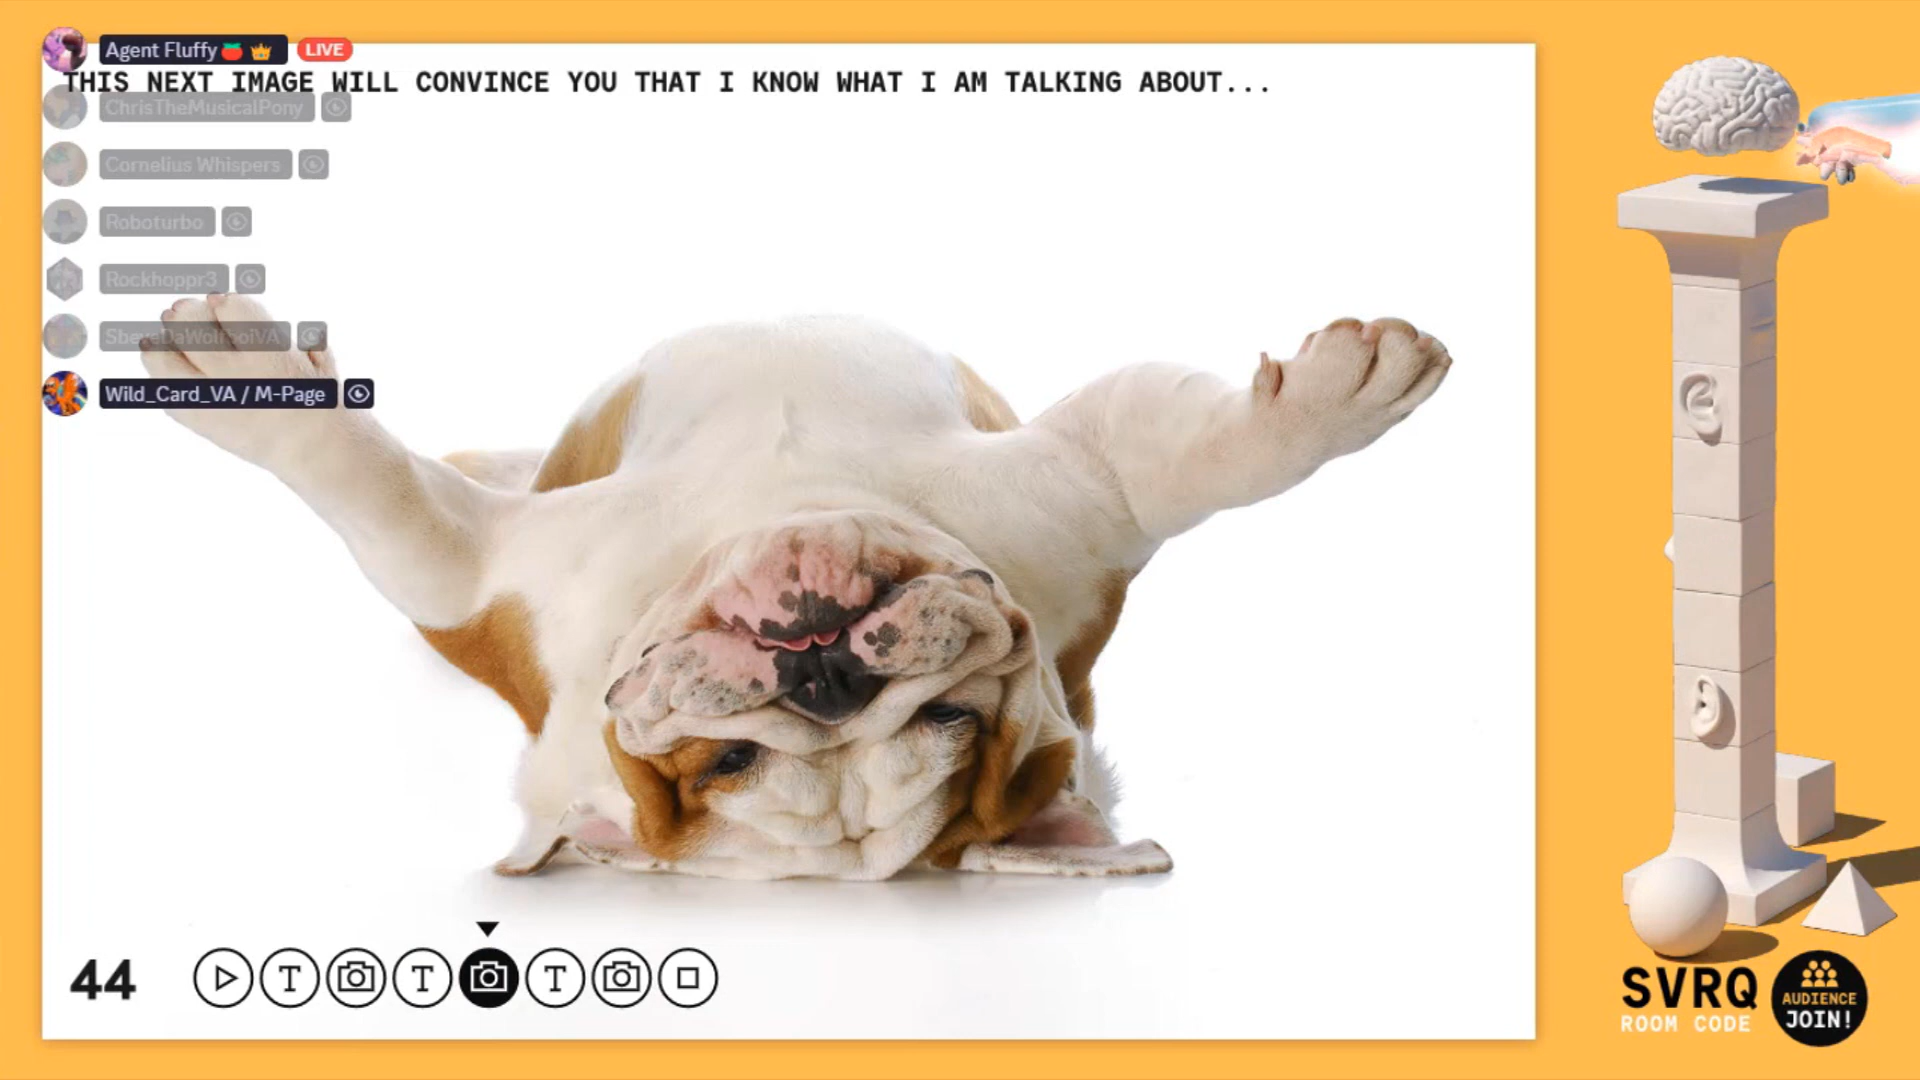 Agent Fluffy🍅 👑 LIVE
THIS NEXT IMAGE WILL CONVINCE YOU THAT I KNOW WHAT I AM TALKING ABOUT...
ChrisTheMusicalPony
Cornelius Whispers
Roboturbo
Rockhoppr3
SbeveDaWolfboiVA
Wild_Card_VA / M-Page
44
T
T
T
SVRQ
ROOM CODE
AUDIENCE
JOIN!